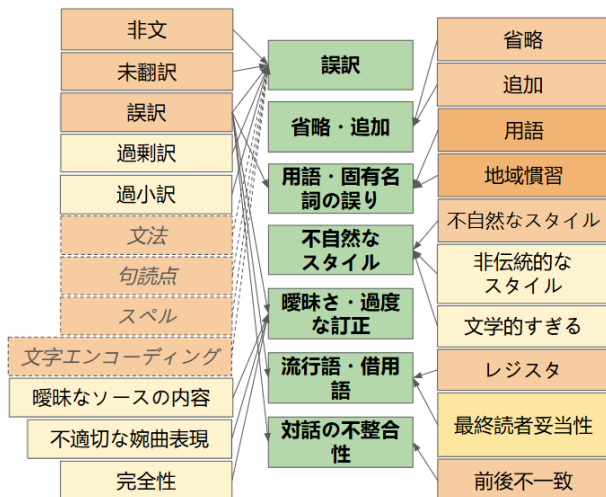 非文
未翻訳
誤訳
過剰訳
過小訳
文法
句読点
スペル
文字エンコーディング
曖昧なソースの内容
不適切な婉曲表現
完全性
誤訳
省略・追加
用語・固有名
詞の誤り
不自然な
スタイル
曖昧さ・過度
な訂正
流行語・借用
語
対話の不整合
性
省略
追加
用語
地域慣習
不自然なスタイル
非伝統的な
スタイル
文学的すぎる
レジスタ
最終読者妥当性
前後不一致